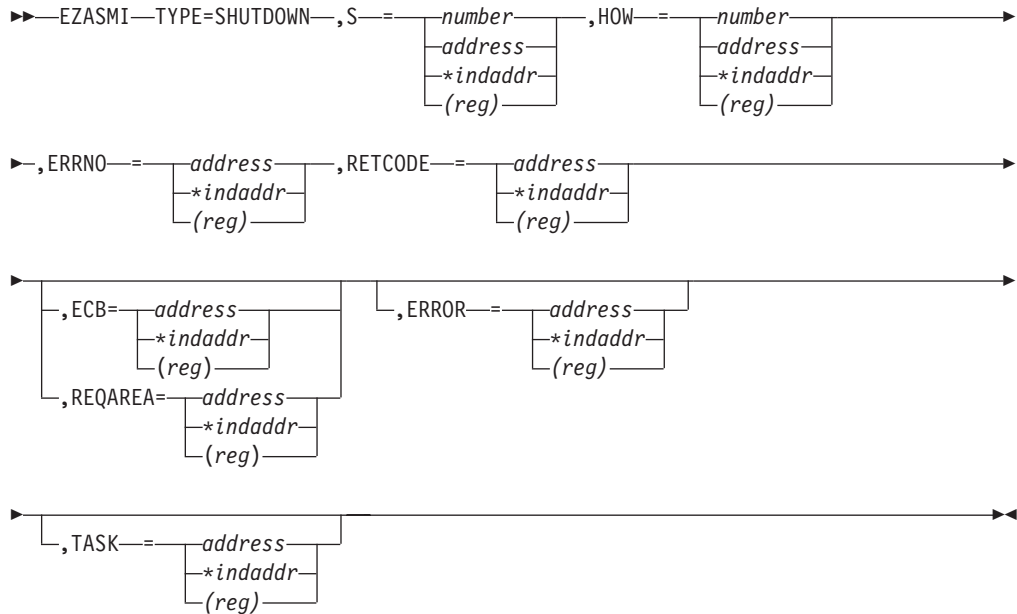 EZASMI TYPE=SHUTDOWN ,S = number ,HOW = number
address address
*indaddr *indaddr
(reg) (reg)
,ERRNO = address ,RETCODE = address
*indaddr *indaddr
(reg) (reg)
,ECB= address ,ERROR = address
*indaddr *indaddr
(reg) (reg)
,REQAREA= address
*indaddr
(reg)
,TASK = address
*indaddr
(reg)